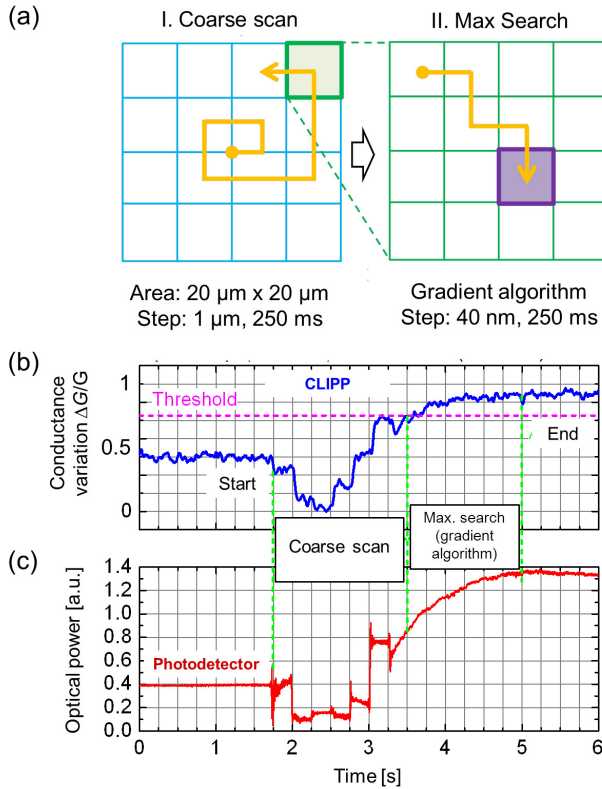 (a)
I. Coarse scan
II. Max Search
Area: 20 µm x 20 µm
Step: 1 µm, 250 ms
Gradient algorithm
Step: 40 nm, 250 ms
(b)
Conductance
variation ΔG/G
1
0.5
0
CLIPP
Threshold
Start
End
Coarse scan
Max. search
(gradient
algorithm)
(c)
Optical power [a.u.]
1.4
1.2
1.0
0.8
0.6
0.4
0.2
0.0
Photodetector
0 1 2 3 4 5 6
Time [s]